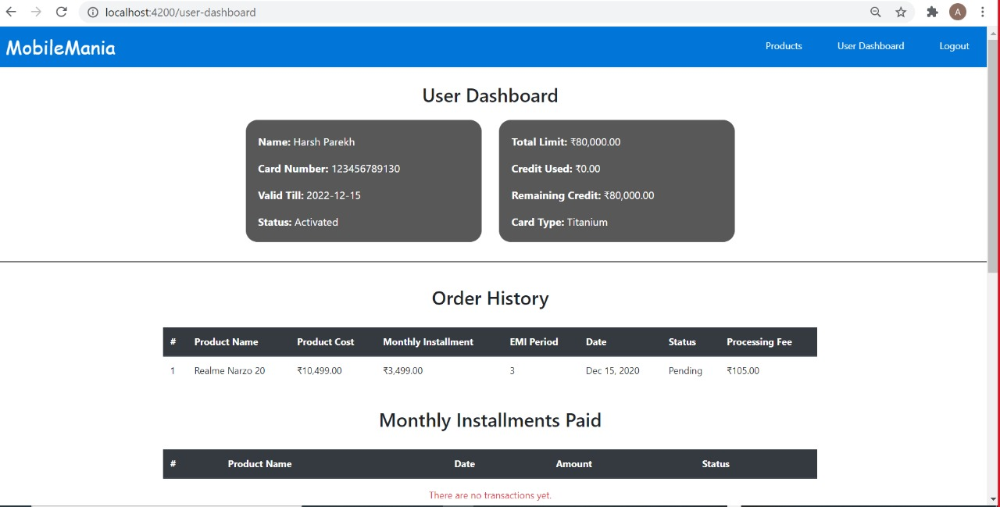 localhost:4200/user-dashboard
A
MobileMania
Products User Dashboard Logout
User Dashboard
Name: Harsh Parekh
Card Number: 123456789130
Valid Till: 2022-12-15
Status: Activated
Total Limit: ₹80,000.00
Credit Used: ₹0.00
Remaining Credit: ₹80,000.00
Card Type: Titanium
Order History
# Product Name Product Cost Monthly Installment EMI Period Date Status Processing Fee
1 Realme Narzo 20 ₹10,499.00 ₹3,499.00 3 Dec 15, 2020 Pending ₹105.00
Monthly Installments Paid
# Product Name Date Amount Status
There are no transactions yet.